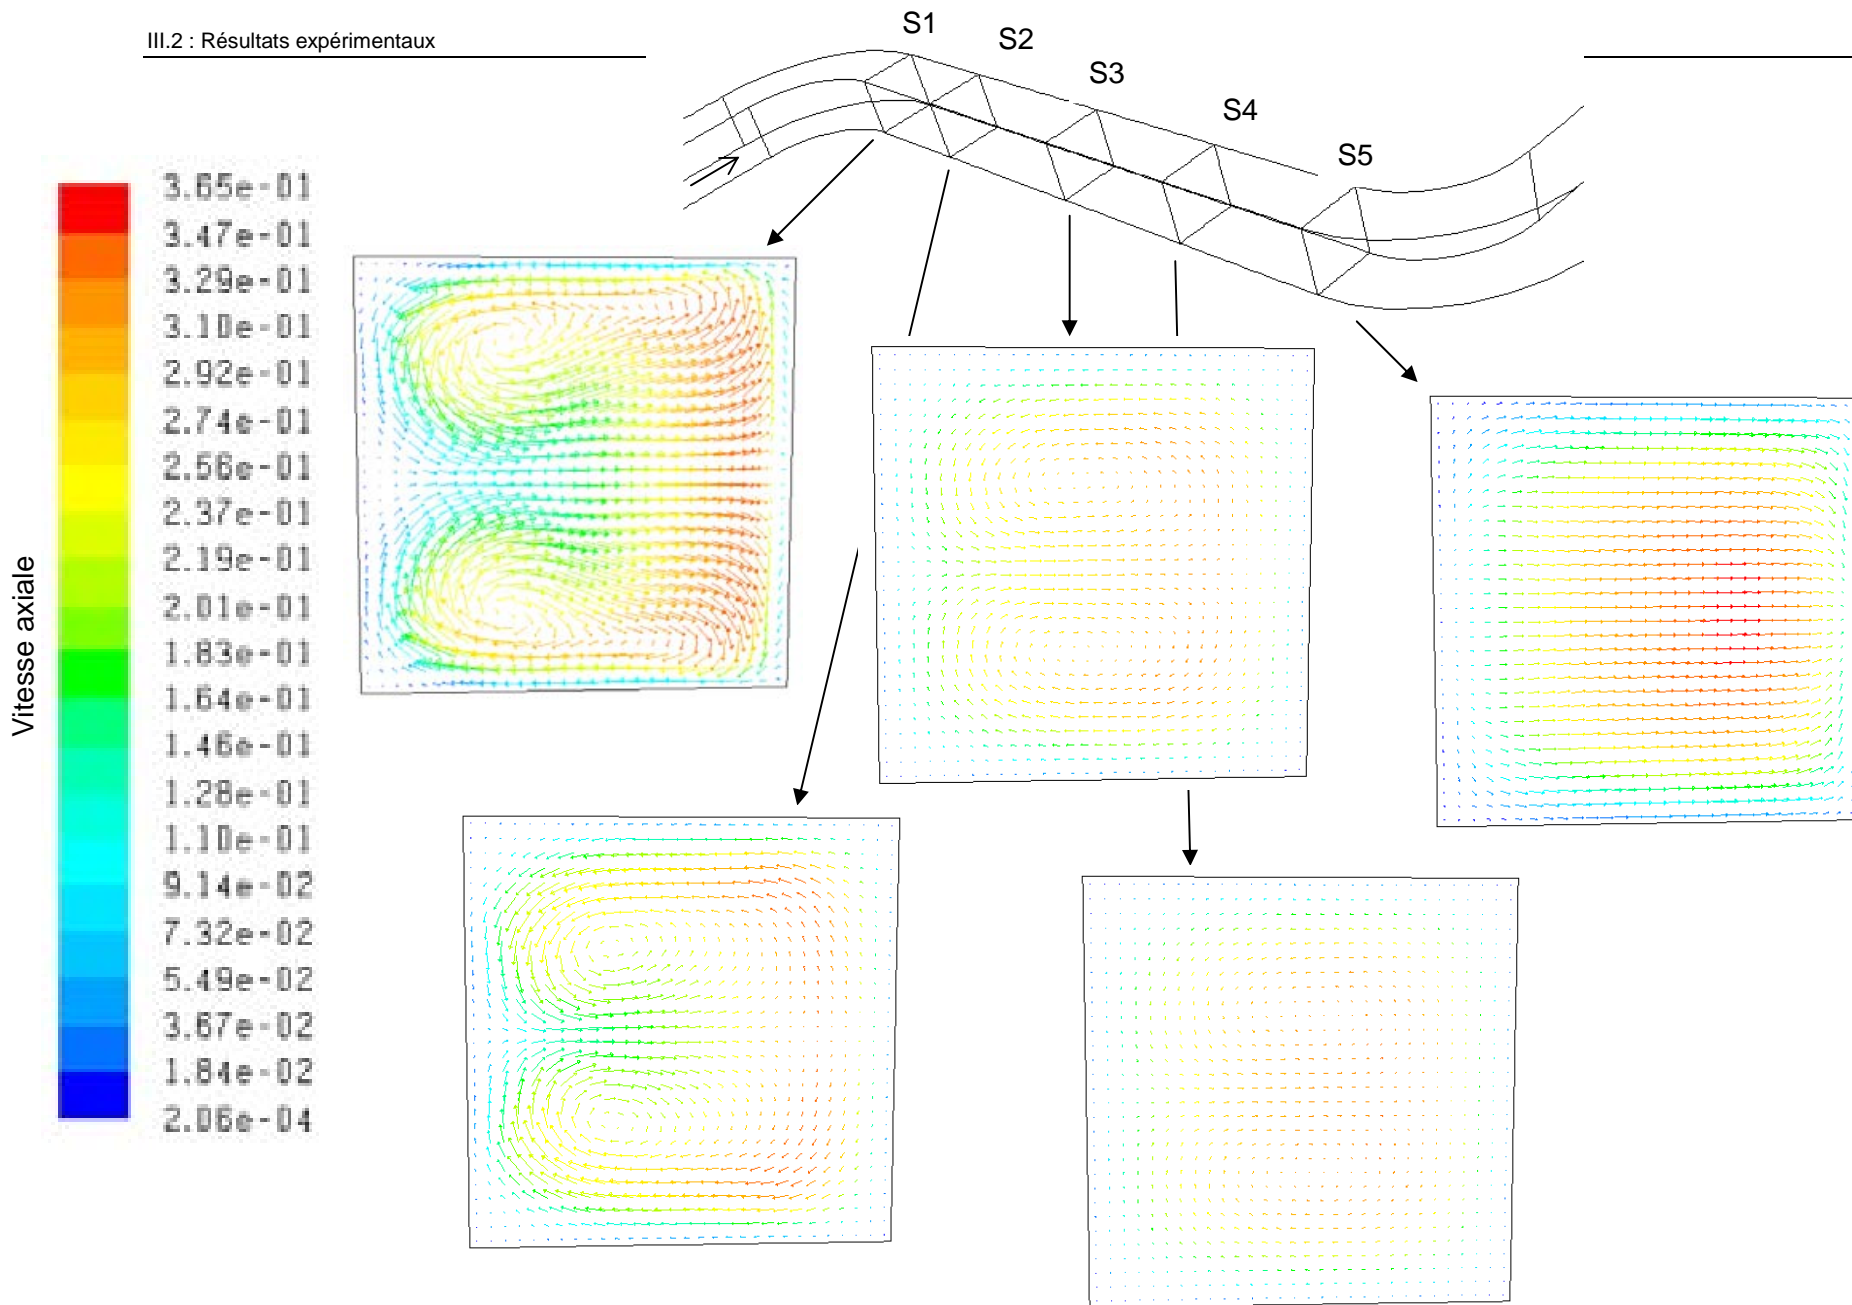 III.2 : Résultats expérimentaux
S1
S2
S3
S4
S5
3.65e-01
3.47e-01
3.29e-01
3.10e-01
2.92e-01
2.74e-01
2.56e-01
2.37e-01
2.19e-01
2.01e-01
1.83e-01
1.64e-01
1.46e-01
1.28e-01
1.10e-01
9.14e-02
7.32e-02
5.49e-02
3.67e-02
1.84e-02
2.06e-04
Vitesse axiale